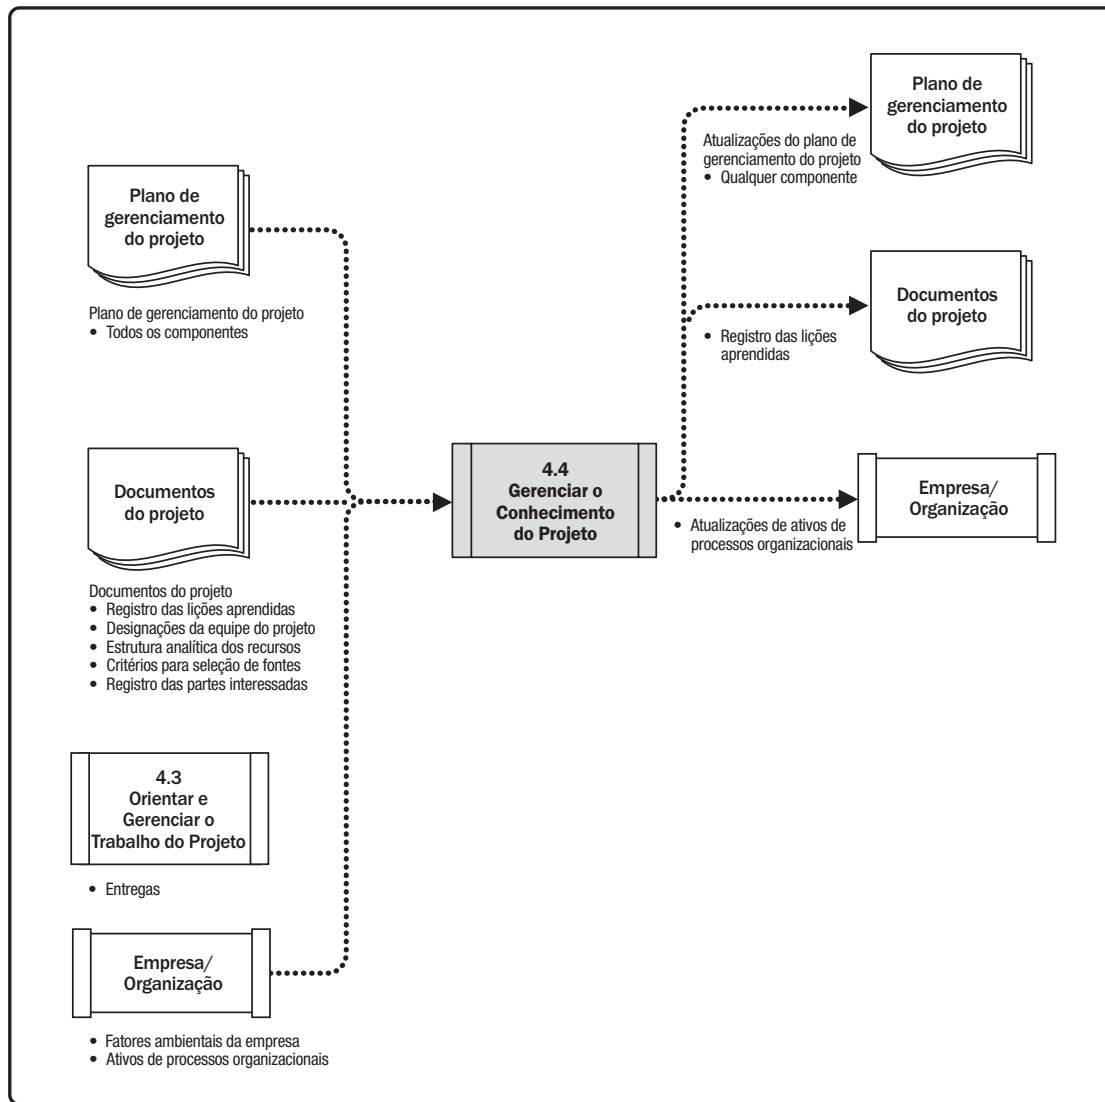 Plano de
gerenciamento
do projeto
Plano de gerenciamento do projeto
• Todos os componentes
Documentos
do projeto
Documentos do projeto
• Registro das lições aprendidas
• Designações da equipe do projeto
• Estrutura analítica dos recursos
• Critérios para seleção de fontes
• Registro das partes interessadas
4.3
Orientar e
Gerenciar o
Trabalho do Projeto
• Entregas
Empresa/
Organização
• Fatores ambientais da empresa
• Ativos de processos organizacionais
4.4
Gerenciar o
Conhecimento
do Projeto
Atualizações do plano de
gerenciamento do projeto
• Qualquer componente
Plano de
gerenciamento
do projeto
• Registro das lições
aprendidas
Documentos
do projeto
• Atualizações de ativos de
processos organizacionais
Empresa/
Organização